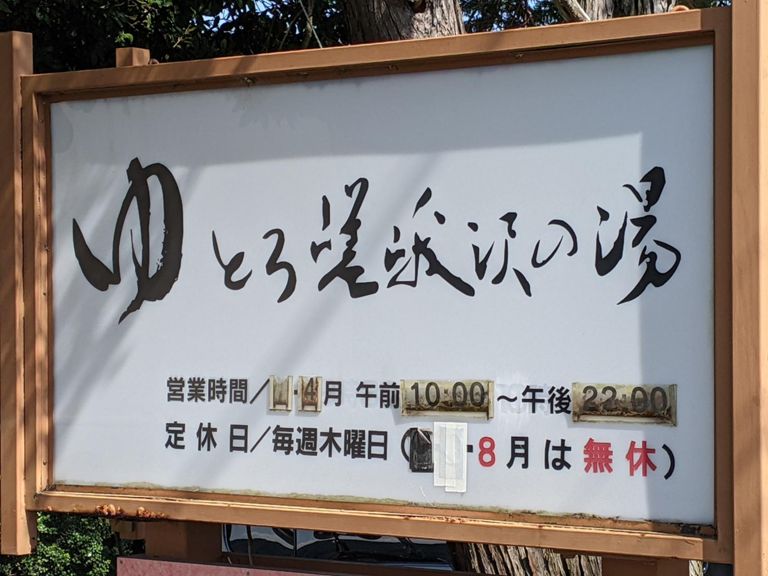 ゆとろ嵯峨沢の湯
営業時間／・4月 午前10:00～午後22:00
定休日／毎週木曜日（・8月は無休）